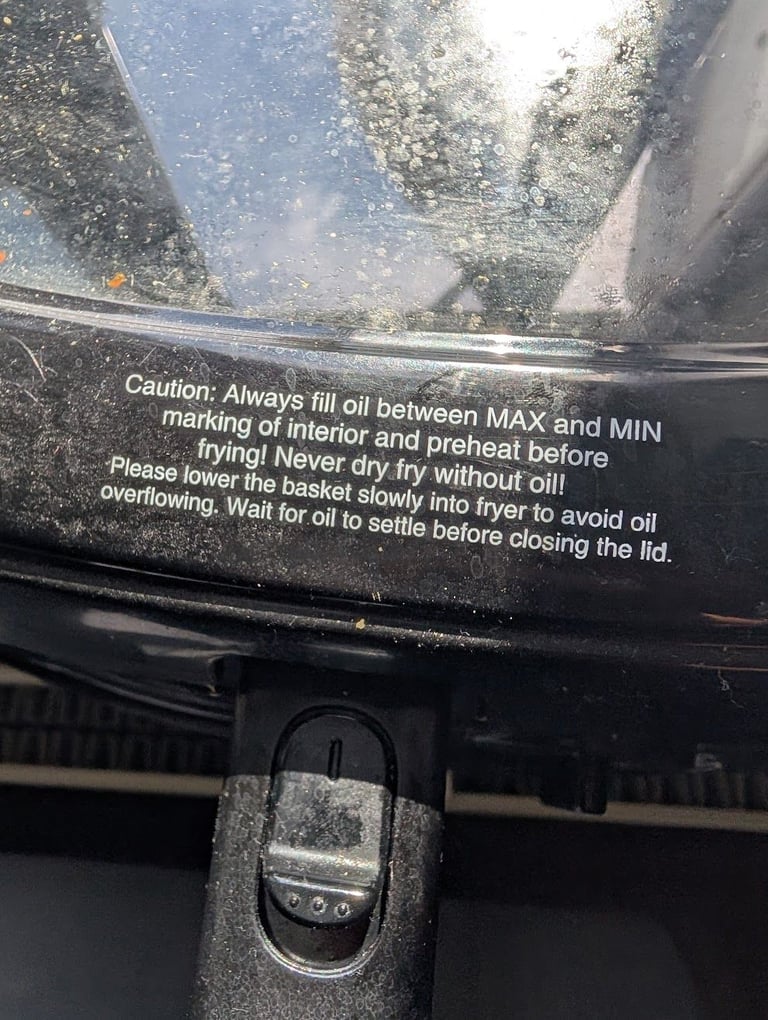 Caution: Always fill oil between MAX and MIN
marking of interior and preheat before
frying! Never dry fry without oil!
Please lower the basket slowly into fryer to avoid oil
overflowing. Wait for oil to settle before closing the lid.